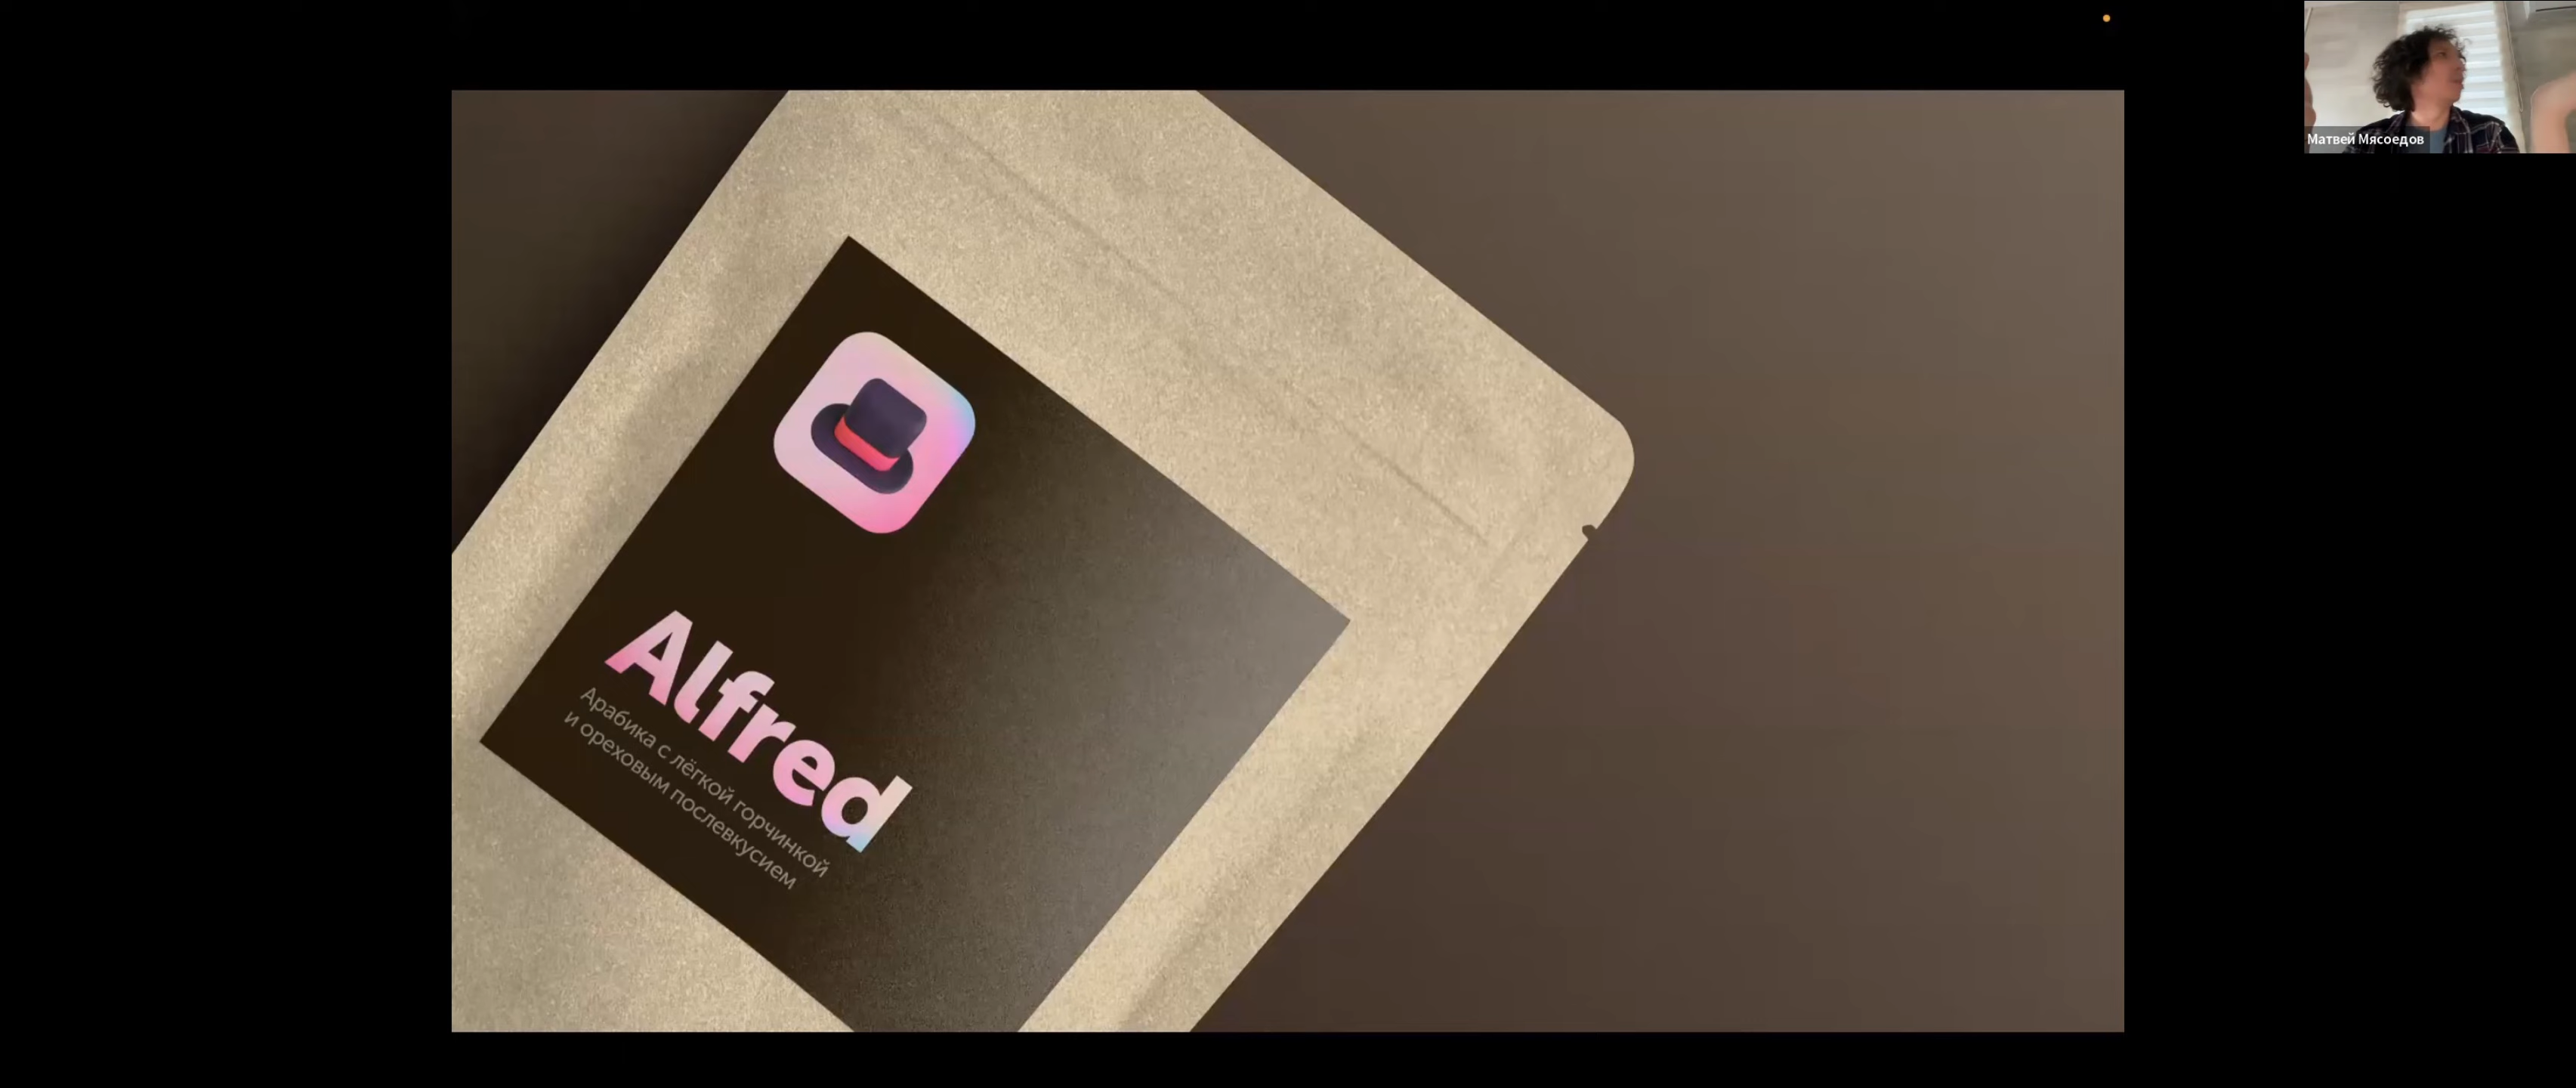 Матвей Мясоедов
Alfred
Арабика с лёгкой горчинкой
и ореховым послевкусием